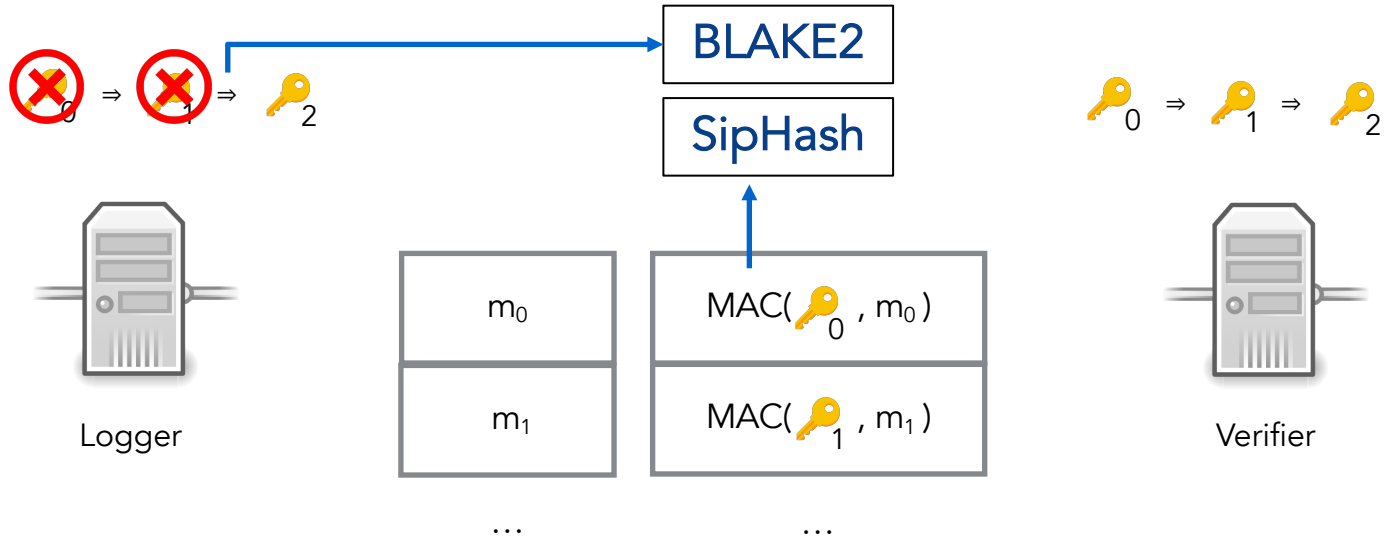 BLAKE2
SipHash
0 ⇒ 1 ⇒ 2
0 ⇒ 1 ⇒ 2
Logger
m₀
MAC( 0 , m₀ )
m₁
MAC( 1 , m₁ )
...
...
Verifier